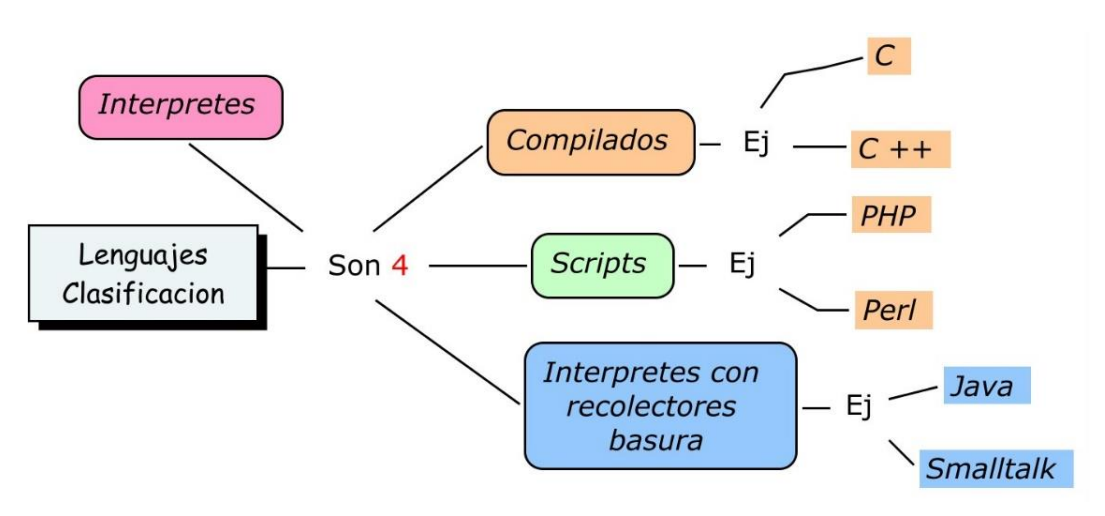 Interpretes
Lenguajes
Clasificacion
Son 4
Compilados
Ej
C
C ++
Scripts
Ej
PHP
Perl
Interpretes con
recolectores
basura
Ej
Java
Smalltalk